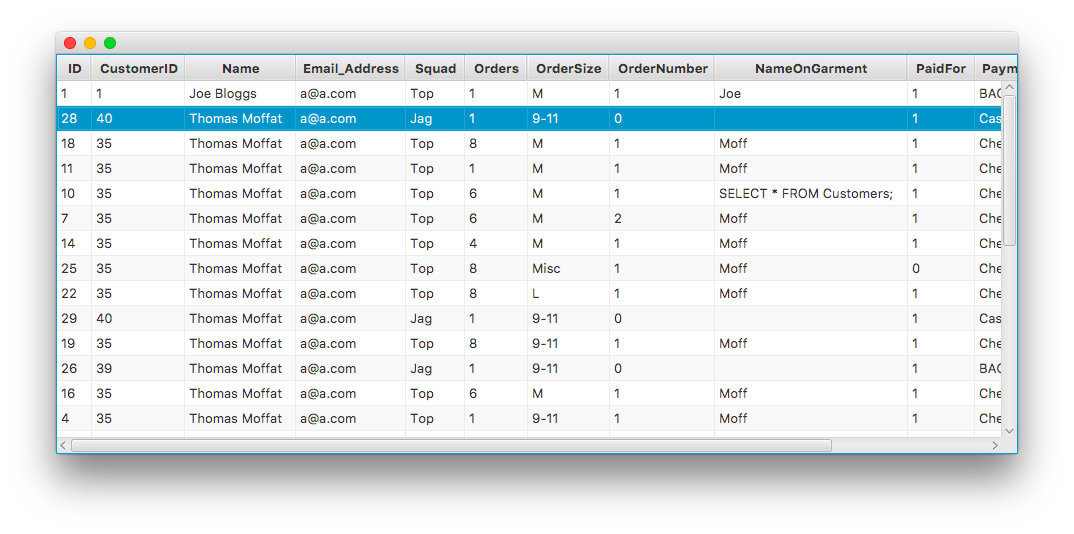 ID CustomerID Name Email_Address Squad Orders OrderSize OrderNumber NameOnGarment PaidFor Paym
1 1 Joe Bloggs a@a.com Top 1 M 1 Joe 1 BAC
28 40 Thomas Moffat a@a.com Jag 1 9-11 0 1 Cas
18 35 Thomas Moffat a@a.com Top 8 M 1 Moff 1 Che
11 35 Thomas Moffat a@a.com Top 1 M 1 Moff 1 Che
10 35 Thomas Moffat a@a.com Top 6 M 1 SELECT * FROM Customers; 1 Che
7 35 Thomas Moffat a@a.com Top 6 M 2 Moff 1 Che
14 35 Thomas Moffat a@a.com Top 4 M 1 Moff 1 Che
25 35 Thomas Moffat a@a.com Top 8 Misc 1 Moff 0 Che
22 35 Thomas Moffat a@a.com Top 8 L 1 Moff 1 Che
29 40 Thomas Moffat a@a.com Jag 1 9-11 0 1 Cas
19 35 Thomas Moffat a@a.com Top 8 9-11 1 Moff 1 Che
26 39 Thomas Moffat a@a.com Jag 1 9-11 0 1 BAC
16 35 Thomas Moffat a@a.com Top 6 M 1 Moff 1 Che
4 35 Thomas Moffat a@a.com Top 1 9-11 1 Moff 1 Che